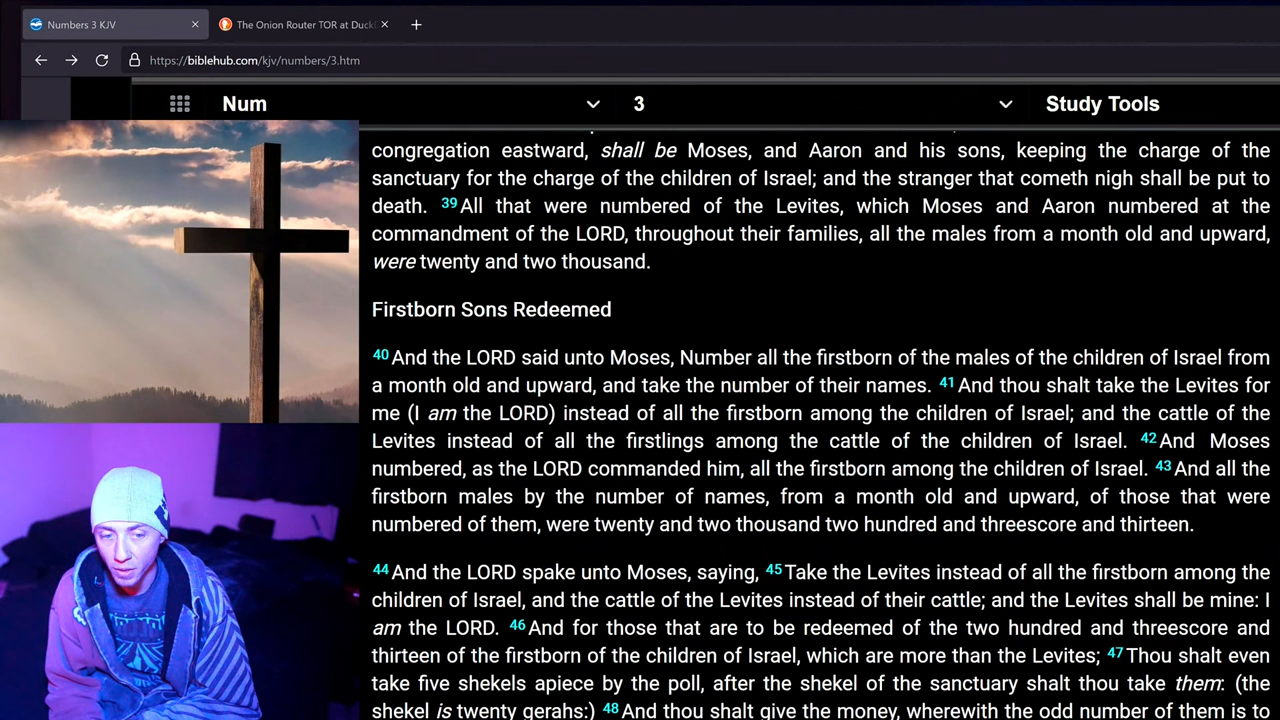 Numbers 3 KJV
The Onion Router TOR at Duck
https://biblehub.com/kjv/numbers/3.htm
Num 3 Study Tools
congregation eastward, shall be Moses, and Aaron and his sons, keeping the charge of the
sanctuary for the charge of the children of Israel; and the stranger that cometh nigh shall be put to
death. 39 All that were numbered of the Levites, which Moses and Aaron numbered at the
commandment of the LORD, throughout their families, all the males from a month old and upward,
were twenty and two thousand.
Firstborn Sons Redeemed
40 And the LORD said unto Moses, Number all the firstborn of the males of the children of Israel from
a month old and upward, and take the number of their names. 41 And thou shalt take the Levites for
me (I am the LORD) instead of all the firstborn among the children of Israel; and the cattle of the
Levites instead of all the firstlings among the cattle of the children of Israel. 42 And Moses
numbered, as the LORD commanded him, all the firstborn among the children of Israel. 43 And all the
firstborn males by the number of names, from a month old and upward, of those that were
numbered of them, were twenty and two thousand two hundred and threescore and thirteen.
44 And the LORD spake unto Moses, saying, 45 Take the Levites instead of all the firstborn among the
children of Israel, and the cattle of the Levites instead of their cattle; and the Levites shall be mine: I
am the LORD. 46 And for those that are to be redeemed of the two hundred and threescore and
thirteen of the firstborn of the children of Israel, which are more than the Levites; 47 Thou shalt even
take five shekels apiece by the poll, after the shekel of the sanctuary shalt thou take them: (the
shekel is twenty gerahs:) 48 And thou shalt give the money, wherewith the odd number of them is to